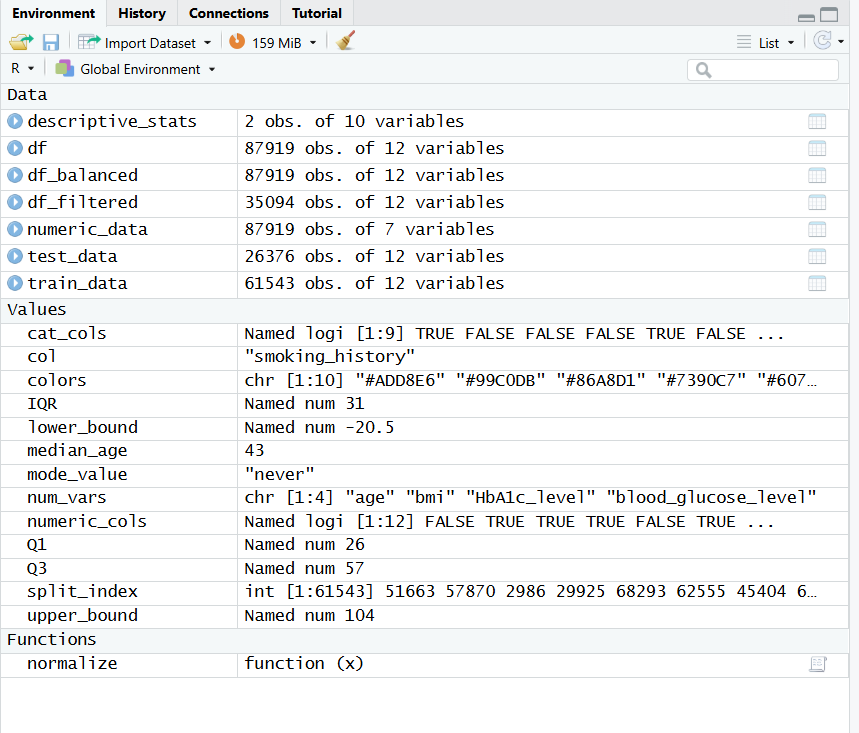 Environment History Connections Tutorial
Import Dataset 159 MiB List
R Global Environment
Data
descriptive_stats 2 obs. of 10 variables
df 87919 obs. of 12 variables
df_balanced 87919 obs. of 12 variables
df_filtered 35094 obs. of 12 variables
numeric_data 87919 obs. of 7 variables
test_data 26376 obs. of 12 variables
train_data 61543 obs. of 12 variables
Values
cat_cols Named logi [1:9] TRUE FALSE FALSE FALSE TRUE FALSE ...
col "smoking_history"
colors chr [1:10] "#ADD8E6" "#99C0DB" "#86A8D1" "#7390C7" "#607…
IQR Named num 31
lower_bound Named num -20.5
median_age 43
mode_value "never"
num_vars chr [1:4] "age" "bmi" "HbA1c_level" "blood_glucose_level"
numeric_cols Named logi [1:12] FALSE TRUE TRUE TRUE FALSE TRUE ...
Q1 Named num 26
Q3 Named num 57
split_index int [1:61543] 51663 57870 2986 29925 68293 62555 45404 6…
upper_bound Named num 104
Functions
normalize function (x)